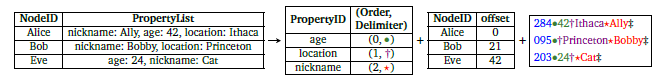 NodeID PropertyList
Alice nickname: Ally, age: 42, location: Ithaca
Bob nickname: Bobby, location: Princeton
Eve age: 24, nickname: Cat
→
PropertyID (Order, Delimiter)
age (0, •)
location (1, †)
nickname (2, ⋆)
+
NodeID offset
Alice 0
Bob 21
Eve 42
+
284•42†Ithaca⋆Ally‡
095•†Princeton⋆Bobby‡
203•24†⋆Cat‡